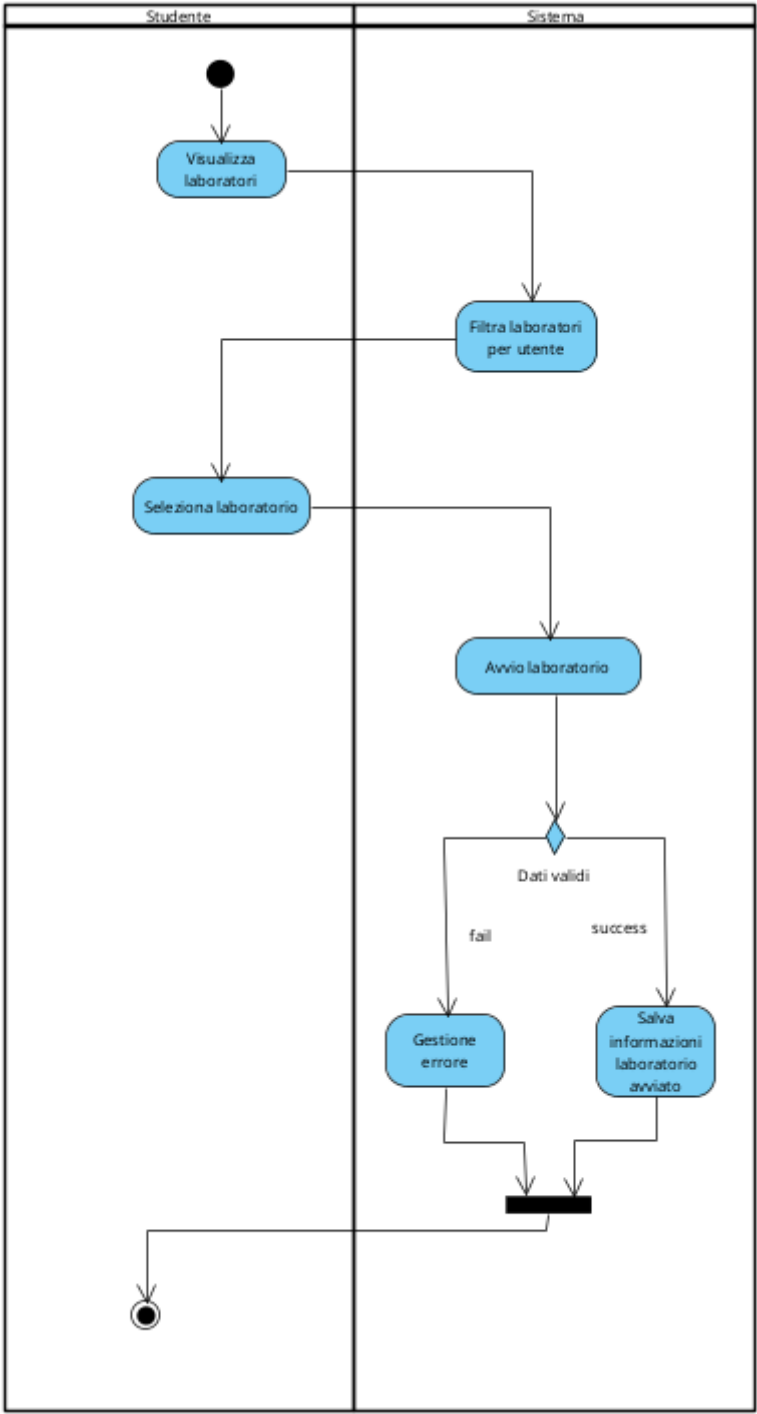 Studente
Sistema
Visualizza
laboratori
Filtra laboratori
per utente
Seleziona laboratorio
Avvio laboratorio
Dati validi
fail
success
Gestione
errore
Salva
informazioni
laboratorio
avviato